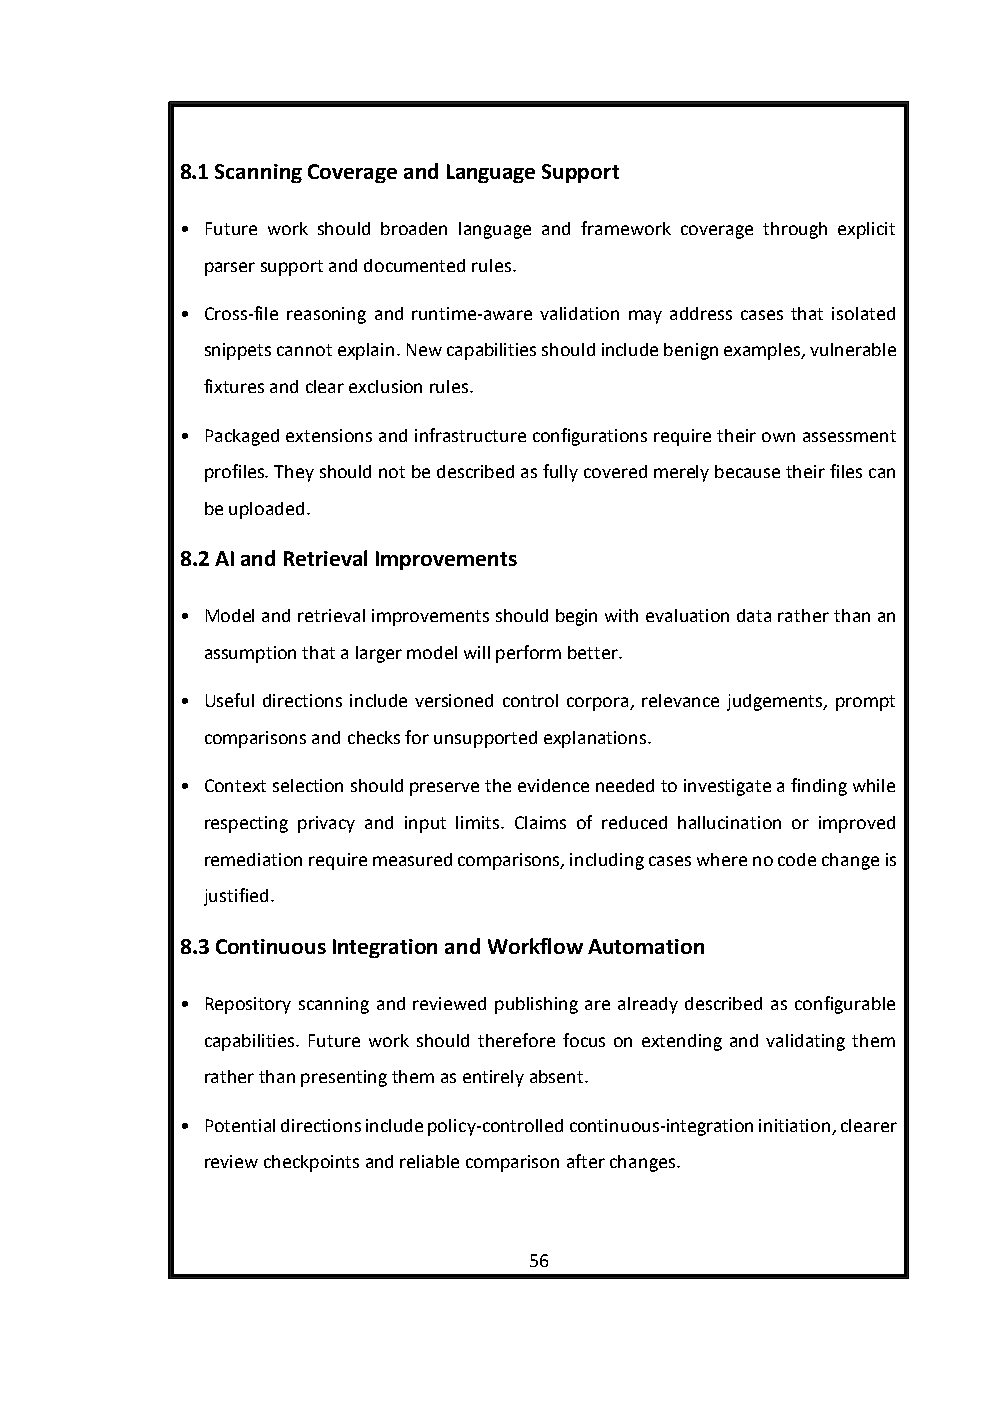 8.1 Scanning Coverage and Language Support
• Future work should broaden language and framework coverage through explicit
parser support and documented rules.
• Cross-file reasoning and runtime-aware validation may address cases that isolated
snippets cannot explain. New capabilities should include benign examples, vulnerable
fixtures and clear exclusion rules.
• Packaged extensions and infrastructure configurations require their own assessment
profiles. They should not be described as fully covered merely because their files can
be uploaded.
8.2 AI and Retrieval Improvements
• Model and retrieval improvements should begin with evaluation data rather than an
assumption that a larger model will perform better.
• Useful directions include versioned control corpora, relevance judgements, prompt
comparisons and checks for unsupported explanations.
• Context selection should preserve the evidence needed to investigate a finding while
respecting privacy and input limits. Claims of reduced hallucination or improved
remediation require measured comparisons, including cases where no code change is
justified.
8.3 Continuous Integration and Workflow Automation
• Repository scanning and reviewed publishing are already described as configurable
capabilities. Future work should therefore focus on extending and validating them
rather than presenting them as entirely absent.
• Potential directions include policy-controlled continuous-integration initiation, clearer
review checkpoints and reliable comparison after changes.
56